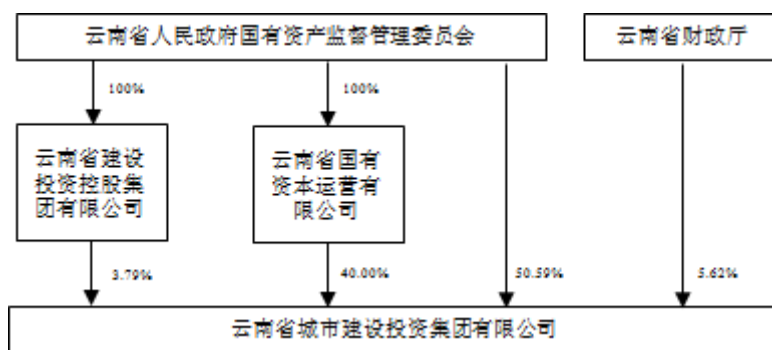 云南省人民政府国有资产监督管理委员会
云南省财政厅
100%
100%
云南省建设
投资控股集
团有限公司
云南省国有
资本运营有
限公司
3.79%
40.00%
50.59%
5.62%
云南省城市建设投资集团有限公司